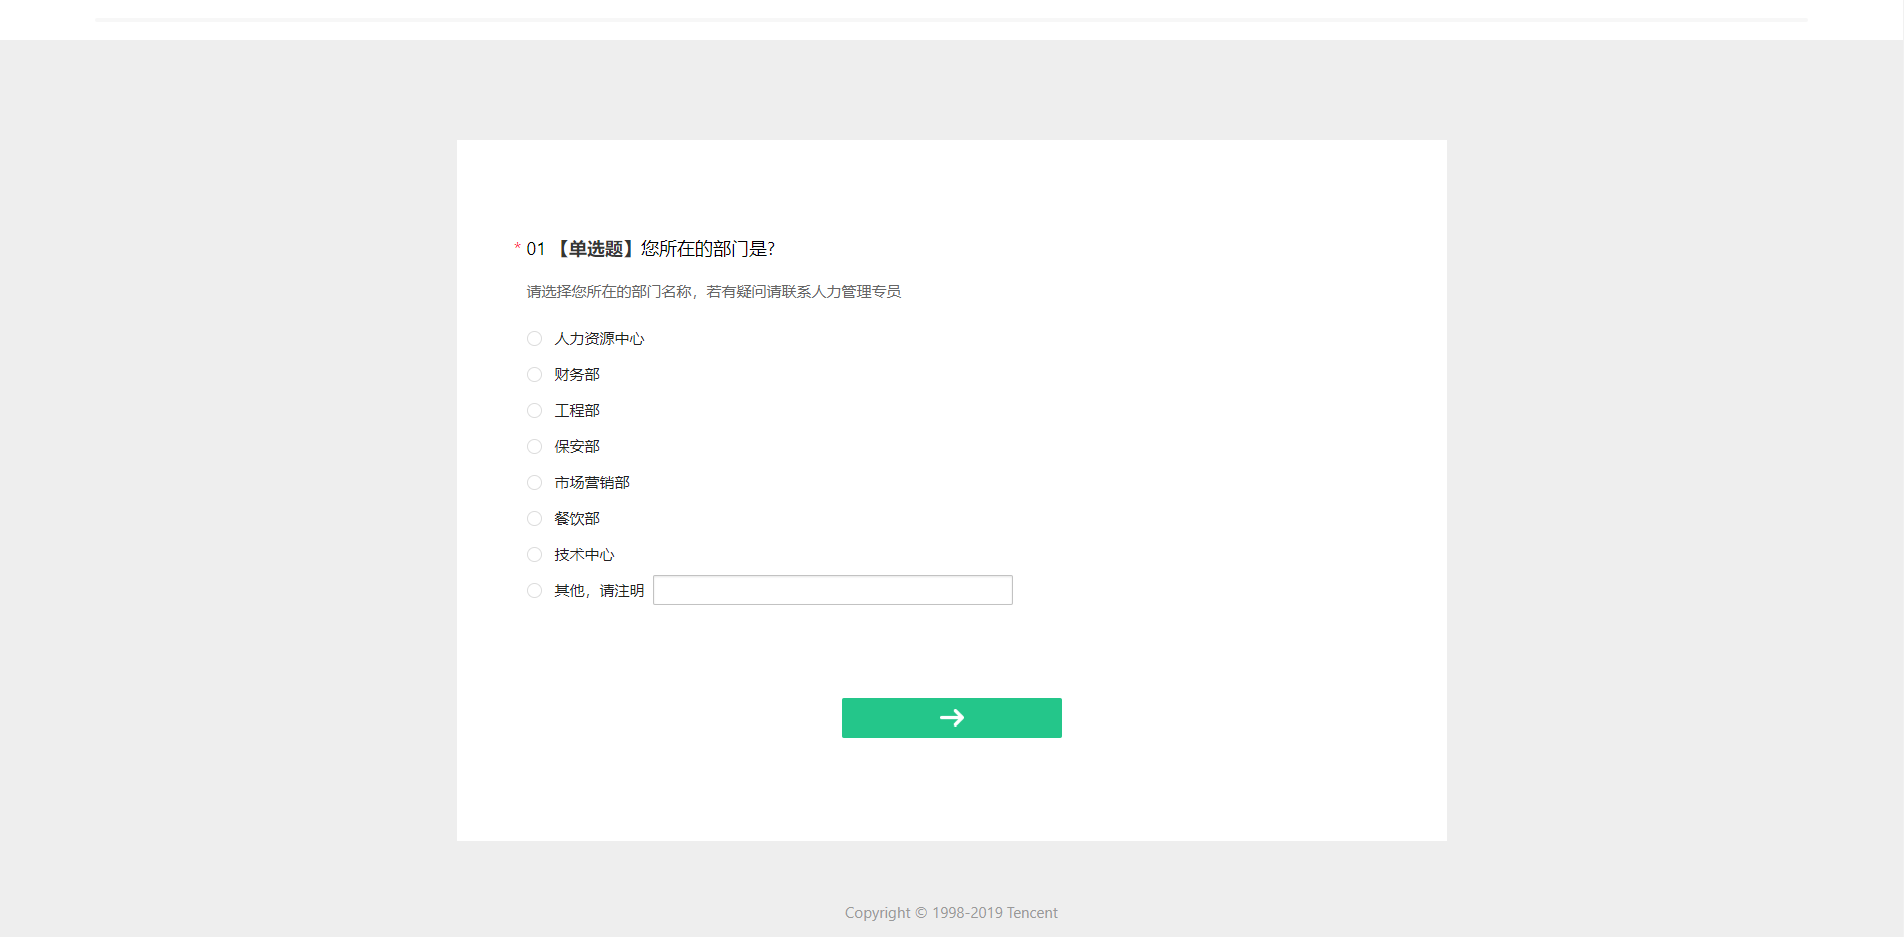 * 01 【单选题】您所在的部门是?
请选择您所在的部门名称，若有疑问请联系人力管理专员
人力资源中心
财务部
工程部
保安部
市场营销部
餐饮部
技术中心
其他，请注明
Copyright © 1998-2019 Tencent